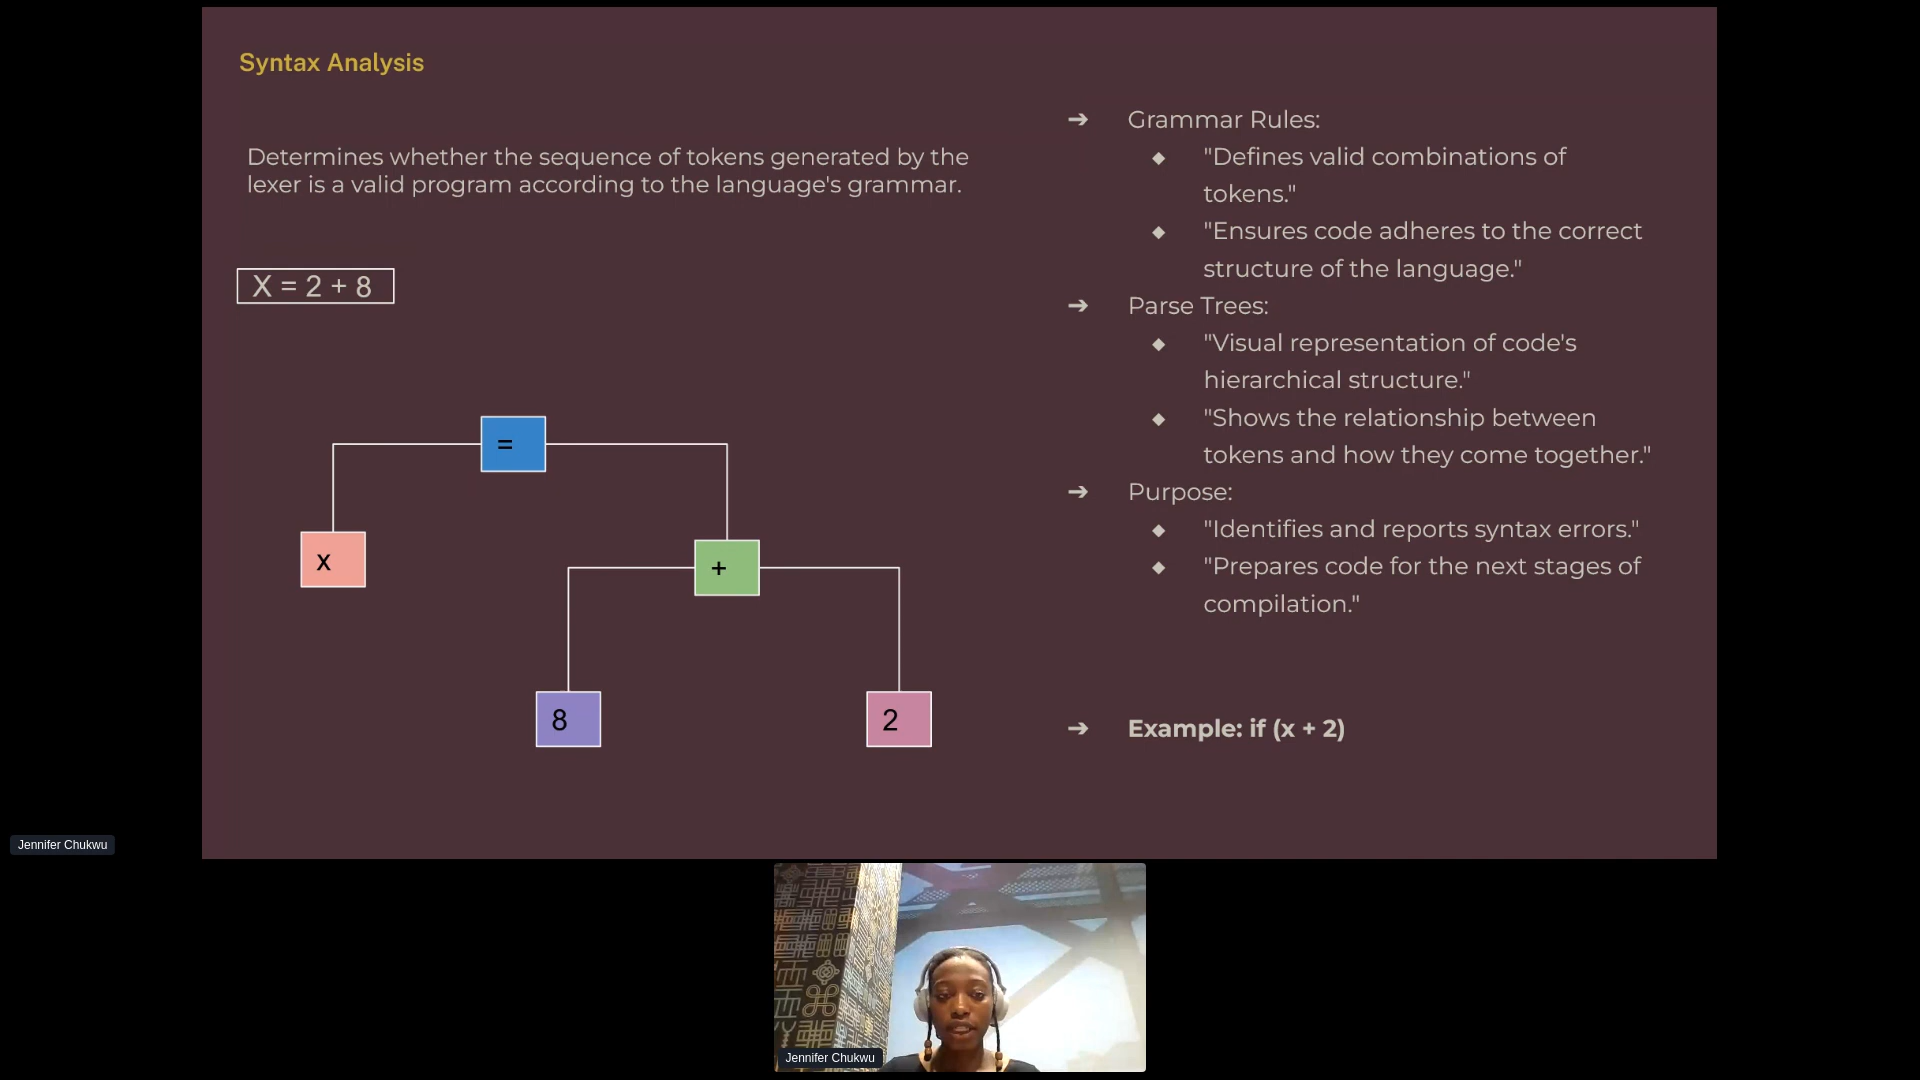 Syntax Analysis
Determines whether the sequence of tokens generated by the
lexer is a valid program according to the language's grammar.
X = 2 + 8
=
x
+
8
2
➔ Grammar Rules:
◆ "Defines valid combinations of
tokens."
◆ "Ensures code adheres to the correct
structure of the language."
➔ Parse Trees:
◆ "Visual representation of code's
hierarchical structure."
◆ "Shows the relationship between
tokens and how they come together."
➔ Purpose:
◆ "Identifies and reports syntax errors."
◆ "Prepares code for the next stages of
compilation."
➔ Example: if (x + 2)
Jennifer Chukwu
Jennifer Chukwu